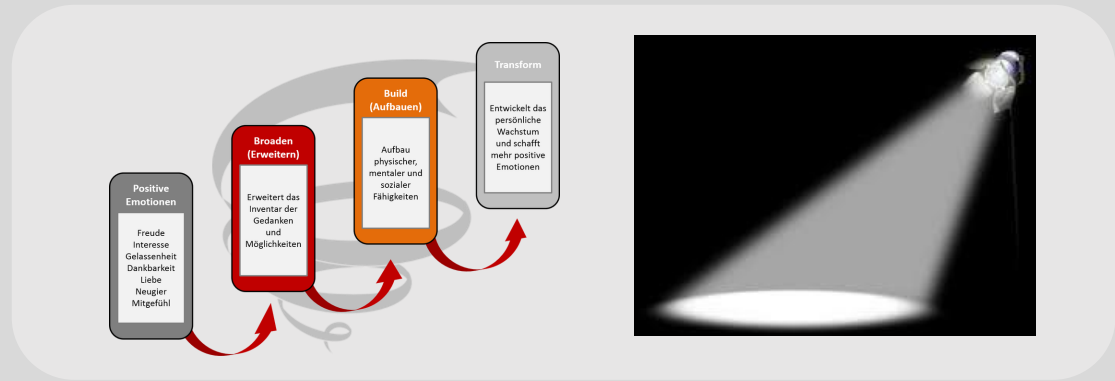 Positive
Emotionen
Freude
Interesse
Gelassenheit
Dankbarkeit
Liebe
Neugier
Mitgefühl
Broaden
(Erweitern)
Erweitert das
Inventar der
Gedanken
und
Möglichkeiten
Build
(Aufbauen)
Aufbau
physischer,
mentaler und
sozialer
Fähigkeiten
Transform
Entwickelt das
persönliche
Wachstum
und schafft
mehr positive
Emotionen